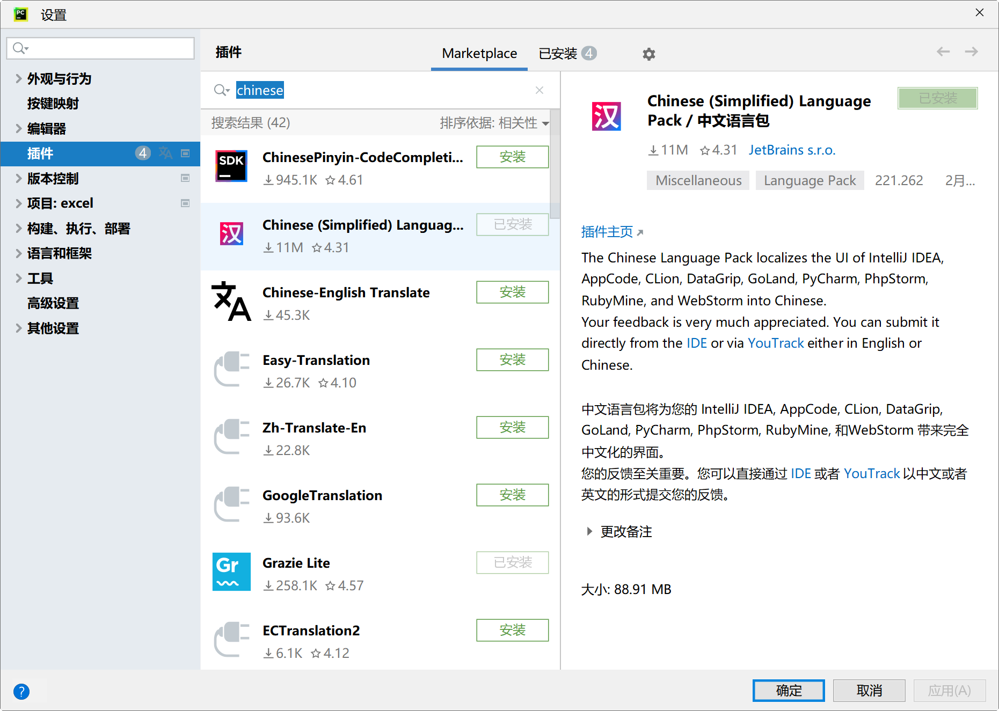 PC 设置
外观与行为
按键映射
编辑器
插件 4
版本控制
项目: excel
构建、执行、部署
语言和框架
工具
高级设置
其他设置
插件
Marketplace 已安装 4
chinese
搜索结果 (42) 排序依据: 相关性
SDK ChinesePinyin-CodeCompleti... 安装
945.1K 4.61
汉 Chinese (Simplified) Languag... 已安装
11M 4.31
Chinese-English Translate 安装
45.3K
Easy-Translation 安装
26.7K 4.10
Zh-Translate-En 安装
22.8K
GoogleTranslation 安装
93.6K
Gr Grazie Lite 已安装
258.1K 4.57
ECTranslation2 安装
6.1K 4.12
汉 Chinese (Simplified) Language 已安装
Pack / 中文语言包
11M 4.31 JetBrains s.r.o.
Miscellaneous Language Pack 221.262 2月...
插件主页
The Chinese Language Pack localizes the UI of IntelliJ IDEA,
AppCode, CLion, DataGrip, GoLand, PyCharm, PhpStorm,
RubyMine, and WebStorm into Chinese.
Your feedback is very much appreciated. You can submit it
directly from the IDE or via YouTrack either in English or
Chinese.
中文语言包将为您的 IntelliJ IDEA, AppCode, CLion, DataGrip,
GoLand, PyCharm, PhpStorm, RubyMine, 和WebStorm 带来完全
中文化的界面。
您的反馈至关重要。您可以直接通过 IDE 或者 YouTrack 以中文或者
英文的形式提交您的反馈。
更改备注
大小: 88.91 MB
? 确定 取消 应用(A)